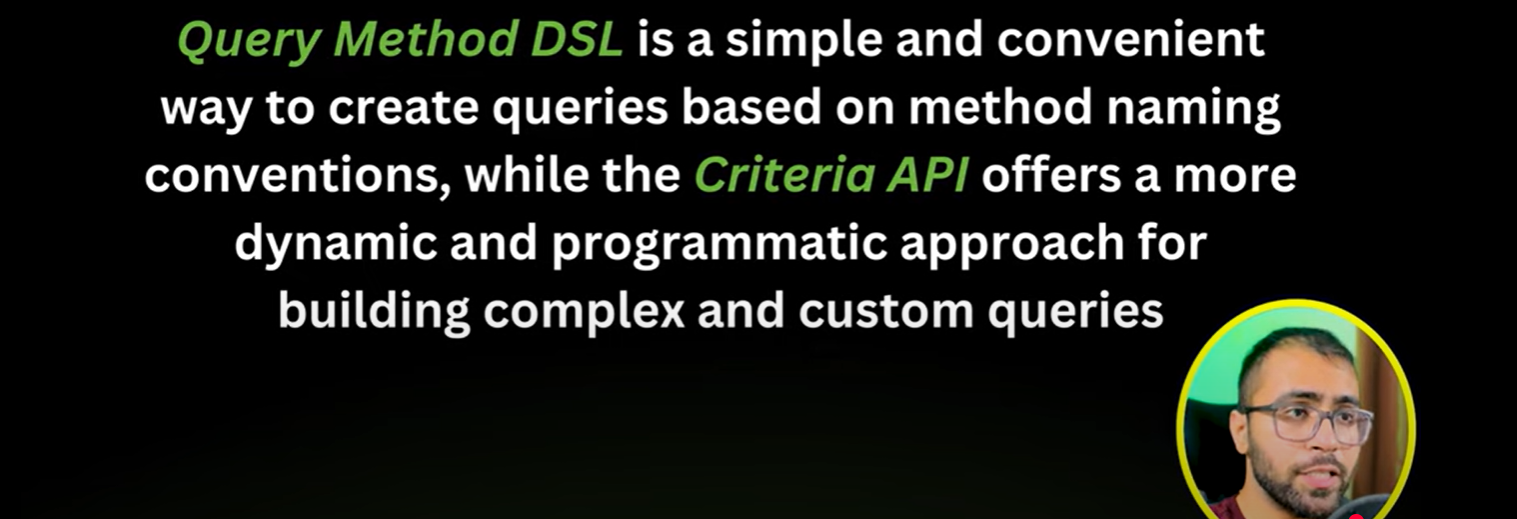 Query Method DSL is a simple and convenient
way to create queries based on method naming
conventions, while the Criteria API offers a more
dynamic and programmatic approach for
building complex and custom queries